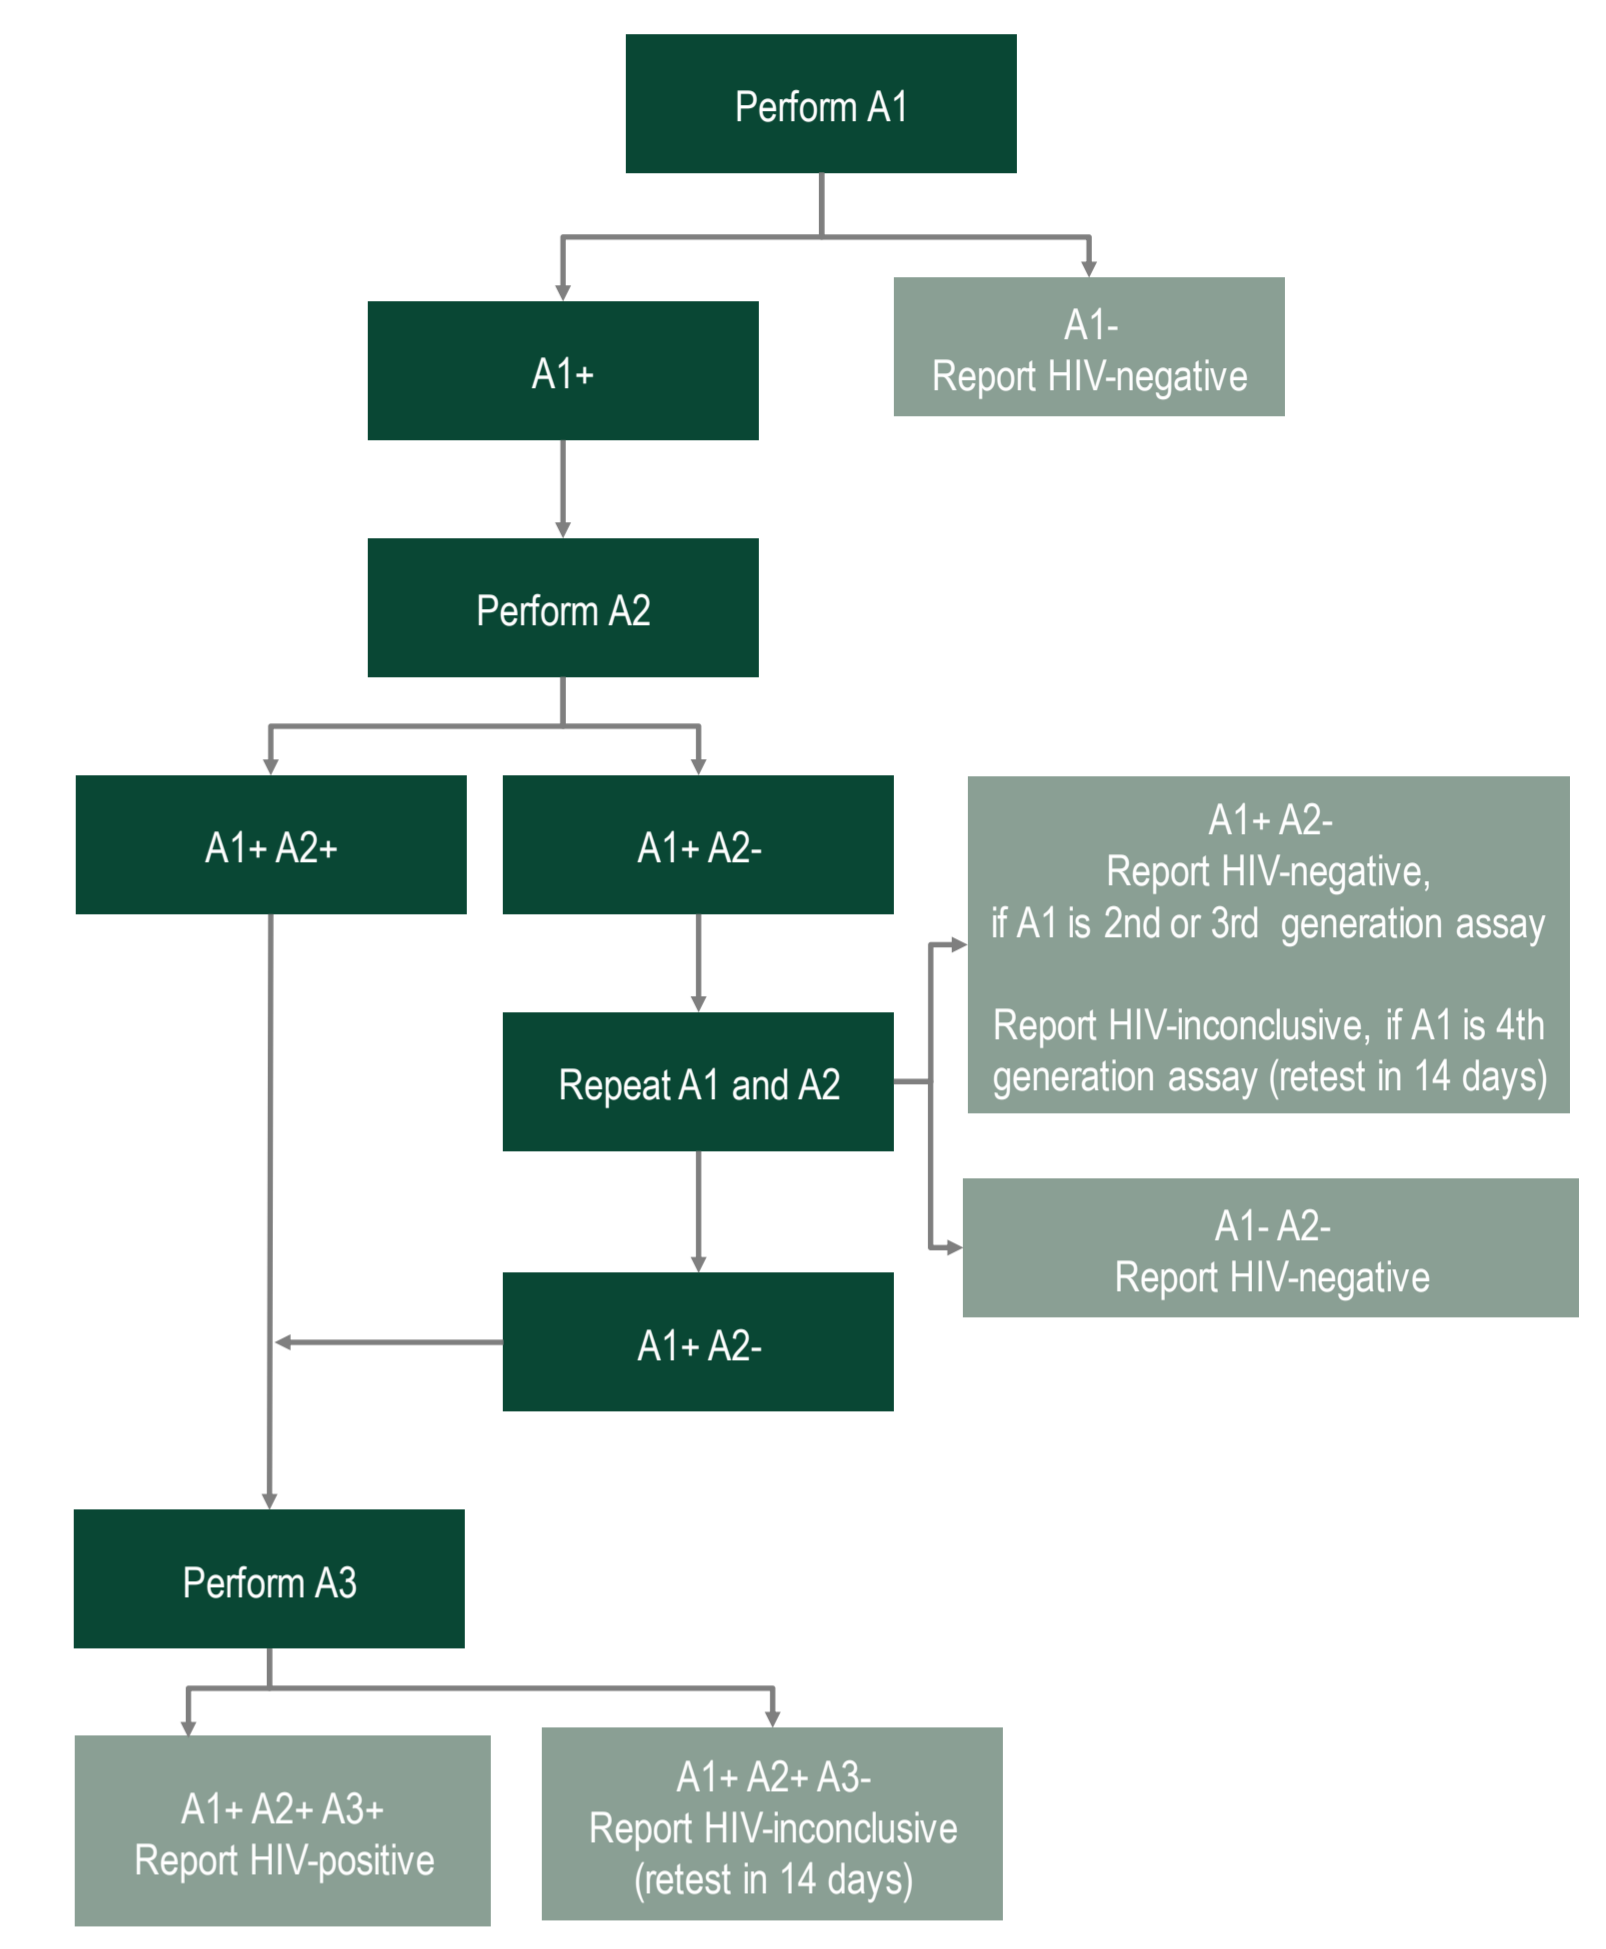 Perform A1
A1+
A1-
Report HIV-negative
Perform A2
A1+ A2+
A1+ A2-
A1+ A2-
Report HIV-negative,
if A1 is 2nd or 3rd generation assay
Report HIV-inconclusive, if A1 is 4th
generation assay (retest in 14 days)
Repeat A1 and A2
A1- A2-
Report HIV-negative
A1+ A2-
Perform A3
A1+ A2+ A3+
Report HIV-positive
A1+ A2+ A3-
Report HIV-inconclusive
(retest in 14 days)